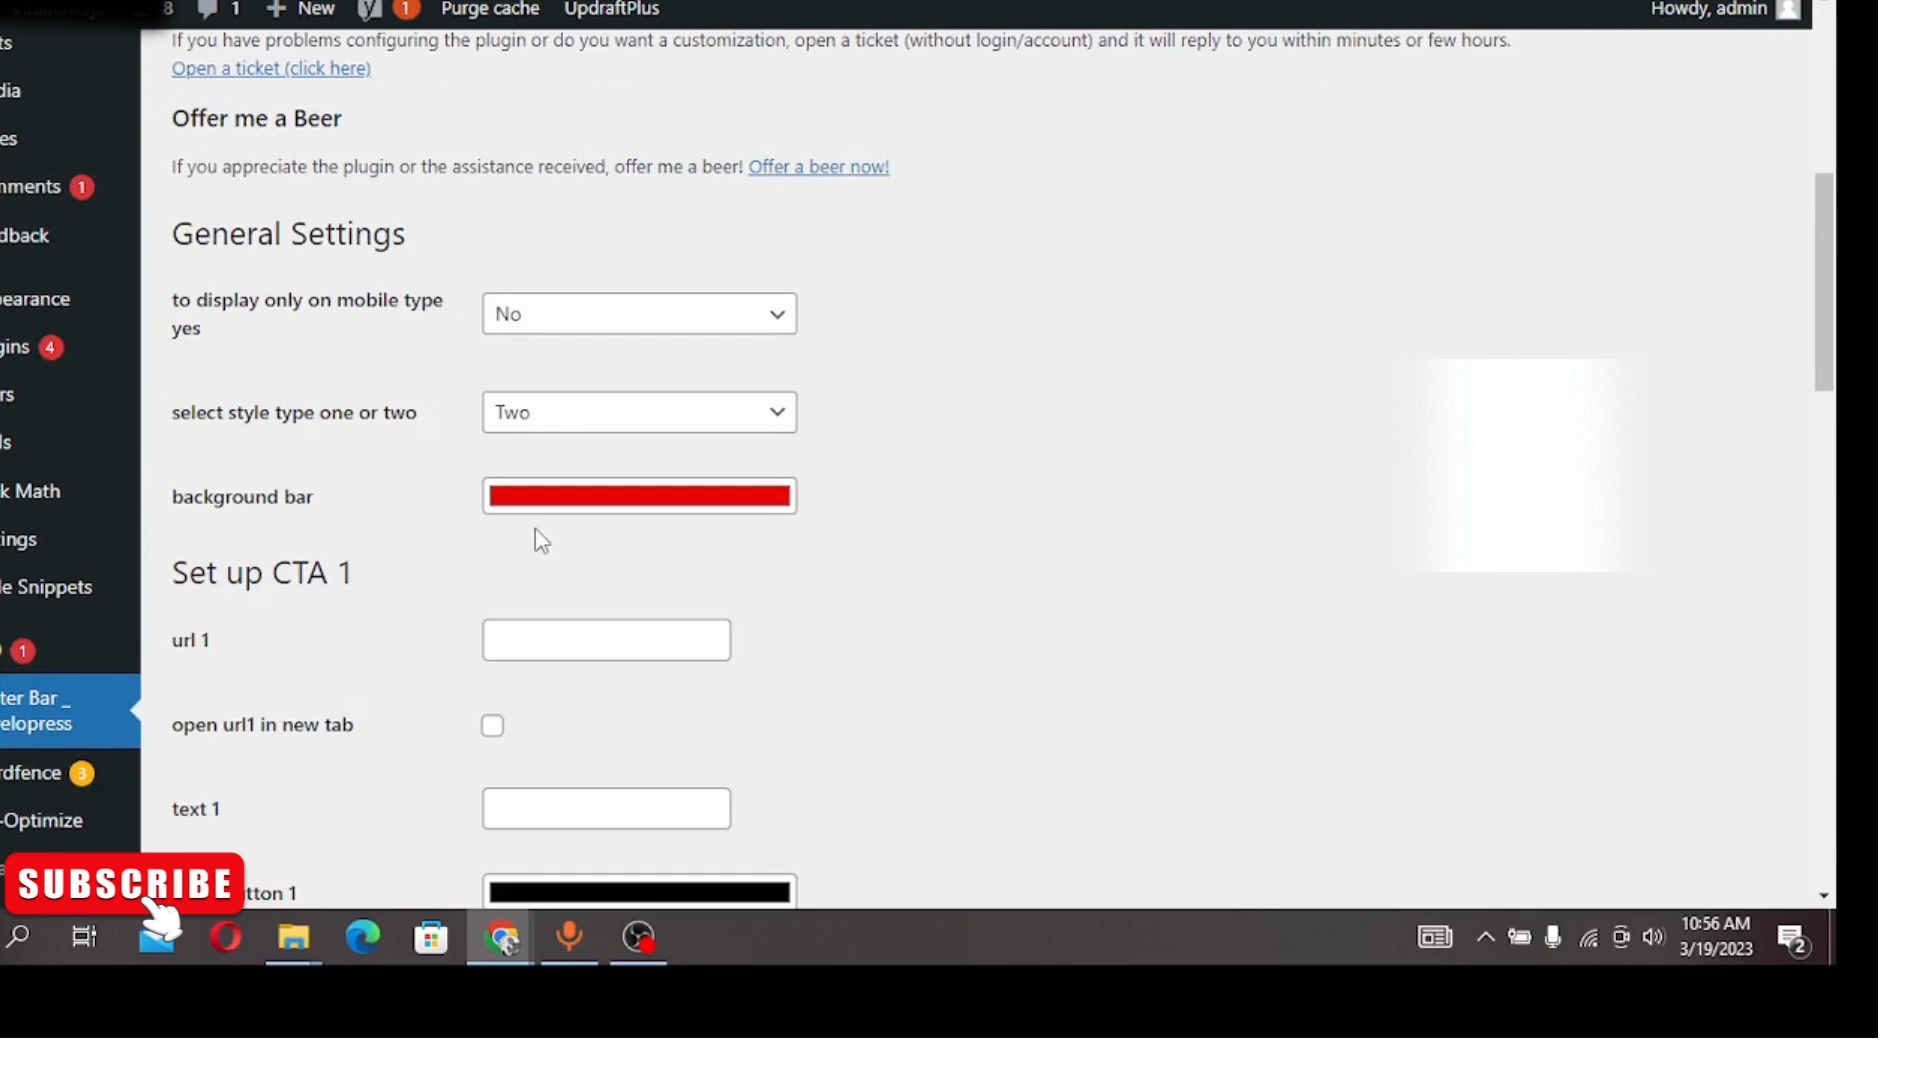 8 1 New 1 Purge cache UpdraftPlus Howdy, admin
If you have problems configuring the plugin or do you want a customization, open a ticket (without login/account) and it will reply to you within minutes or few hours.
Open a ticket (click here)
Offer me a Beer
If you appreciate the plugin or the assistance received, offer me a beer! Offer a beer now!
General Settings
to display only on mobile type
yes
No
select style type one or two
Two
background bar
Set up CTA 1
url 1
open url1 in new tab
text 1
tton 1
ts
dia
es
mments 1
dback
earance
gins 4
rs
ls
k Math
ings
e Snippets
1
ter Bar _
elopress
rdfence 3
-Optimize
SUBSCRIBE
10:56 AM
3/19/2023
2